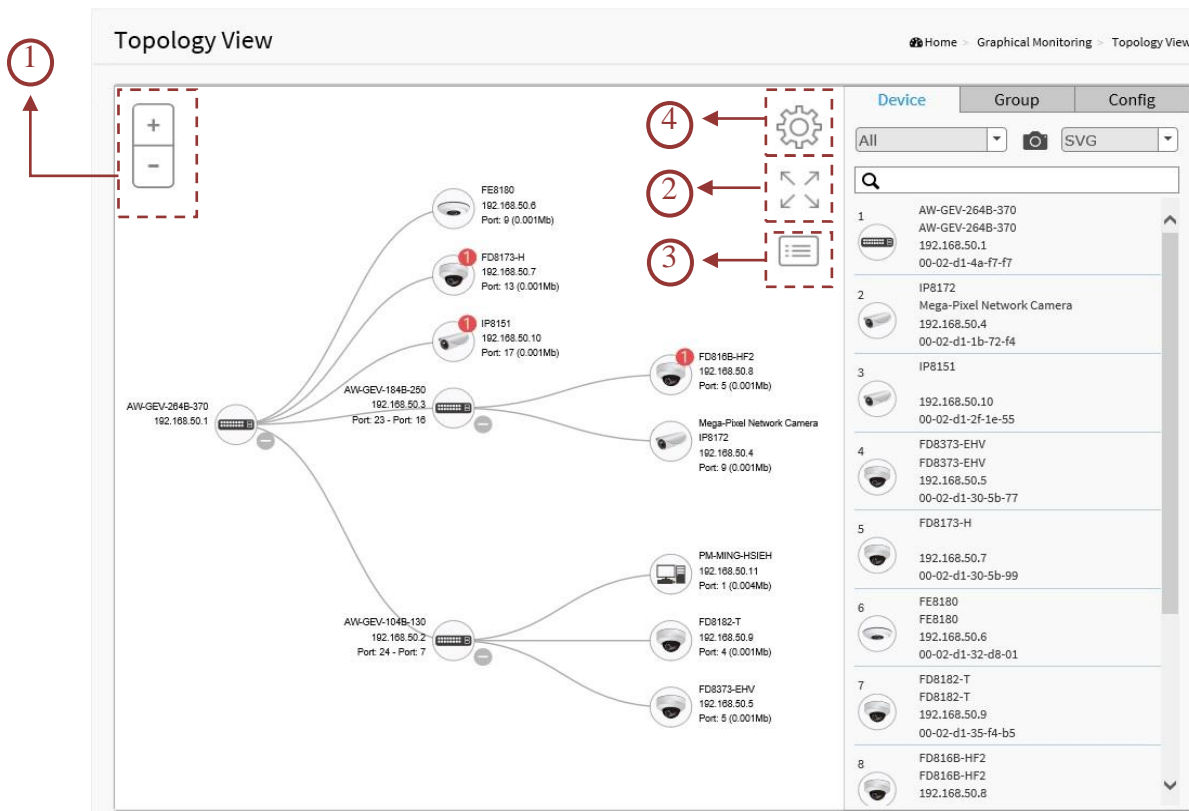 Topology View
Home > Graphical Monitoring > Topology View
1
+
-
4
2
3
FE8180
192.168.50.6
Port: 9 (0.001Mb)
1
FD8173-H
192.168.50.7
Port: 13 (0.001Mb)
1
IP8151
192.168.50.10
Port: 17 (0.001Mb)
AW-GEV-264B-370
192.168.50.1
AW-GEV-184B-250
192.168.50.3
Port: 23 - Port: 16
1
FD816B-HF2
192.168.50.8
Port: 5 (0.001Mb)
Mega-Pixel Network Camera
IP8172
192.168.50.4
Port: 9 (0.001Mb)
AW-GEV-104B-130
192.168.50.2
Port: 24 - Port: 7
PM-MING-HSIEH
192.168.50.11
Port: 1 (0.004Mb)
FD8182-T
192.168.50.9
Port: 4 (0.001Mb)
FD8373-EHV
192.168.50.5
Port: 5 (0.001Mb)
Device Group Config
All SVG
1
AW-GEV-264B-370
AW-GEV-264B-370
192.168.50.1
00-02-d1-4a-f7-f7
2
IP8172
Mega-Pixel Network Camera
192.168.50.4
00-02-d1-1b-72-f4
3
IP8151
192.168.50.10
00-02-d1-2f-1e-55
4
FD8373-EHV
FD8373-EHV
192.168.50.5
00-02-d1-30-5b-77
5
FD8173-H
192.168.50.7
00-02-d1-30-5b-99
6
FE8180
FE8180
192.168.50.6
00-02-d1-32-d8-01
7
FD8182-T
FD8182-T
192.168.50.9
00-02-d1-35-f4-b5
8
FD816B-HF2
FD816B-HF2
192.168.50.8